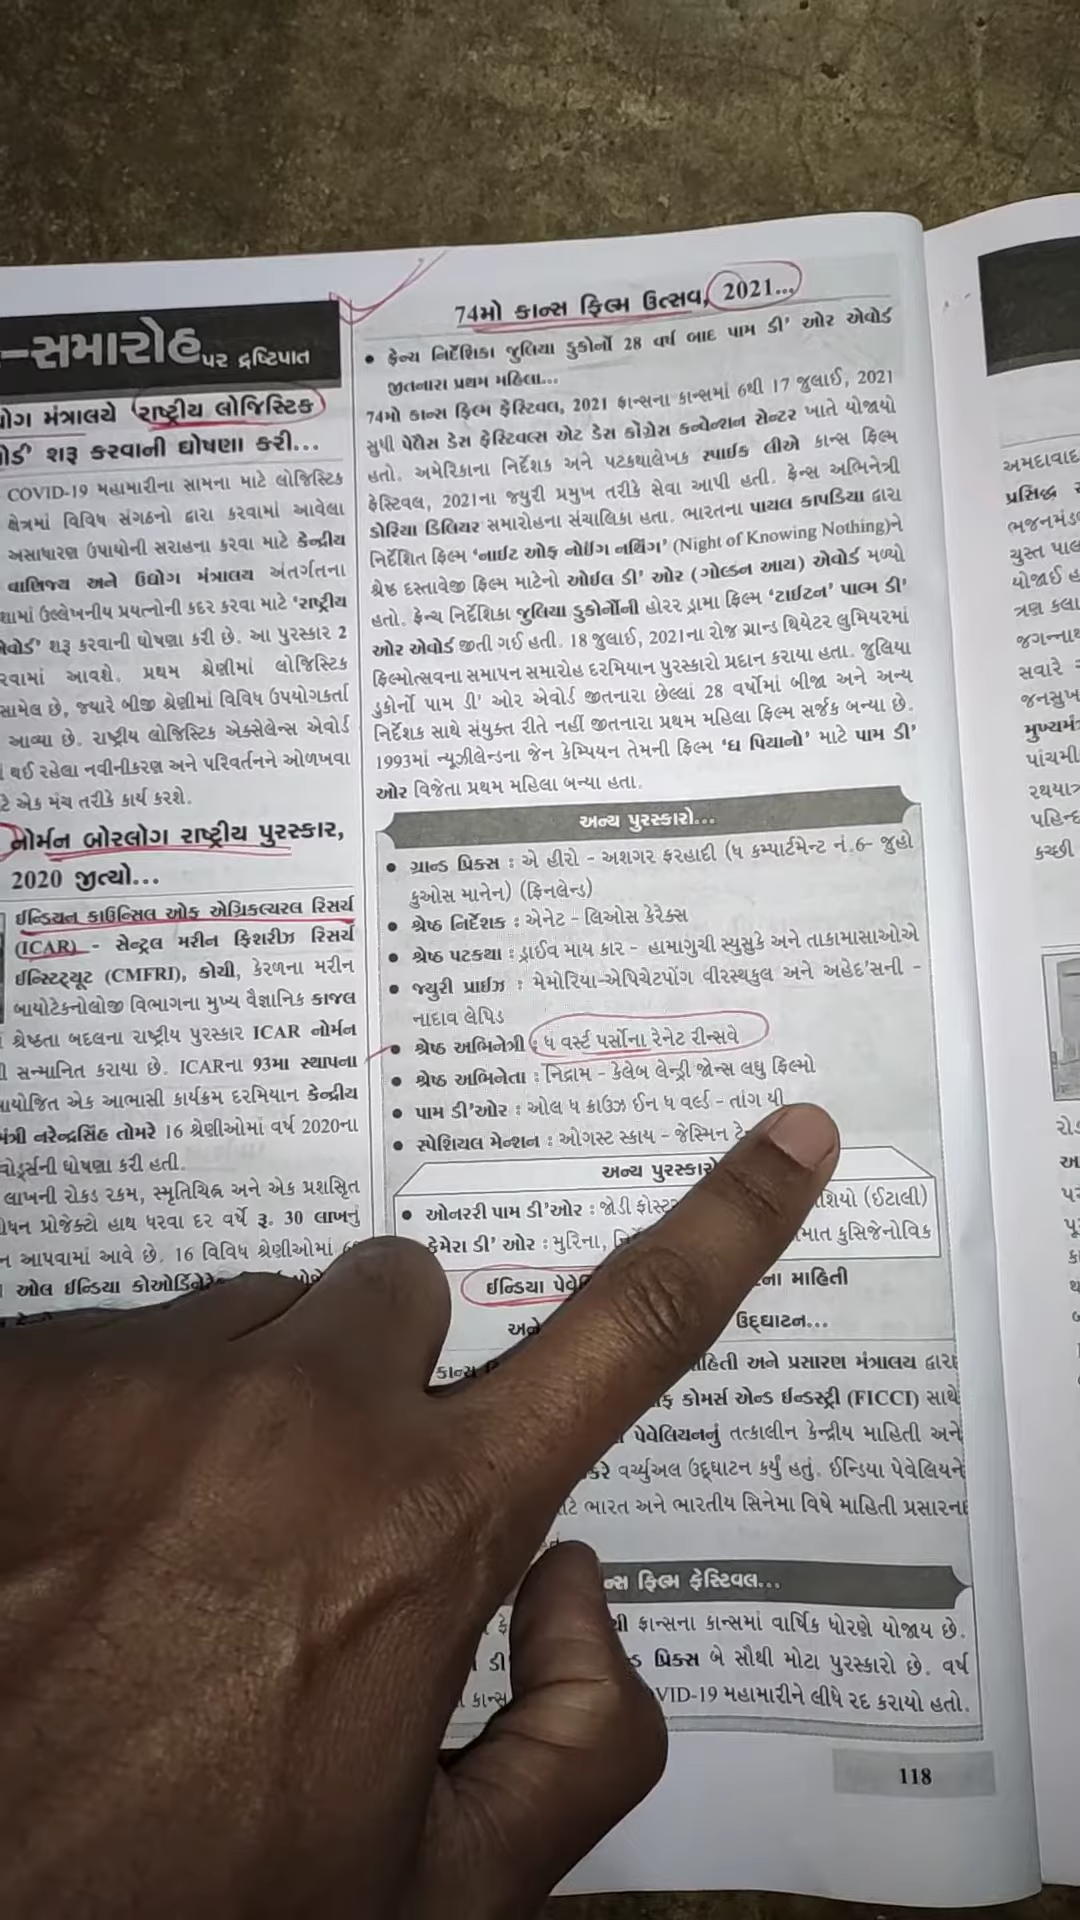 –સમારોહ પર દ્રષ્ટિપાત
મંત્રાલયે રાષ્ટ્રીય લોજિસ્ટિક
શરૂ કરવાની ઘોષણા કરી...
COVID-19 મહામારીના સામના માટે લોજિસ્ટિક
ક્ષેત્રમાં વિવિધ સંગઠનો દ્વારા કરવામાં આવેલા
અસાધારણ ઉપાયોની સરાહના કરવા માટે કેન્દ્રીય
વાણિજ્ય અને ઉદ્યોગ મંત્રાલય અંતર્ગતના
ઉલ્લેખનીય પ્રયત્નોની કદર કરવા માટે 'રાષ્ટ્રીય
શરૂ કરવાની ઘોષણા કરી છે. આ પુરસ્કાર 2
આવશે. પ્રથમ શ્રેણીમાં લોજિસ્ટિક
સામેલ છે, જ્યારે બીજી શ્રેણીમાં વિવિધ ઉપયોગકર્તા
આવ્યા છે. રાષ્ટ્રીય લોજિસ્ટિક એક્સેલેન્સ એવોર્ડ
થઈ રહેલા નવીનીકરણ અને પરિવર્તનને ઓળખવા
એક મંચ તરીકે કાર્ય કરશે.
નોર્મન બોરલોગ રાષ્ટ્રીય પુરસ્કાર,
2020 જીત્યો...
ઈન્ડિયન કાઉન્સિલ ઓફ એગ્રિકલ્ચરલ રિસર્ચ
(ICAR) – સેન્ટ્રલ મરીન ફિશરીઝ રિસર્ચ
ઈન્સ્ટિટ્યૂટ (CMFRI), કોચી, કેરળના મરીન
બાયોટેકનોલોજી વિભાગના મુખ્ય વૈજ્ઞાનિક કાજલ
શ્રેષ્ઠતા બદલના રાષ્ટ્રીય પુરસ્કાર ICAR નોર્મન
સન્માનિત કરાયા છે. ICARના 93મા સ્થાપના
એક આભાસી કાર્યક્રમ દરમિયાન કેન્દ્રીય
નરેન્દ્રસિંહ તોમરે 16 શ્રેણીઓમાં વર્ષ 2020ના
ઘોષણા કરી હતી.
લાખની રોકડ રકમ, સ્મૃતિચિહ્ન અને એક પ્રશસ્તિ
પ્રોજેક્ટો હાથ ધરવા દર વર્ષે રૂ. 30 લાખનું
આપવામાં આવે છે. 16 વિવિધ શ્રેણીઓમાં
ઓલ ઈન્ડિયા
74મો કાન્સ ફિલ્મ ઉત્સવ, 2021...
• ફ્રેન્ચ નિર્દેશિકા જુલિયા ડુકોર્નો 28 વર્ષ બાદ પામ ડી' ઓર એવોર્ડ
જીતનારા પ્રથમ મહિલા...
74મો કાન્સ ફિલ્મ ફેસ્ટિવલ, 2021 ફ્રાન્સના કાન્સમાં 6થી 17 જુલાઈ, 2021
સુધી પેલેસ ડેસ ફેસ્ટિવલ્સ એટ ડેસ કોંગ્રેસ કન્વેન્શન સેન્ટર ખાતે યોજાયો
હતો. અમેરિકાના નિર્દેશક અને પટકથાલેખક સ્પાઈક લીએ કાન્સ ફિલ્મ
ફેસ્ટિવલ, 2021ના જ્યુરી પ્રમુખ તરીકે સેવા આપી હતી. ફ્રેન્ચ અભિનેત્રી
ડોરિયા ડિલિયર સમારોહના સંચાલિકા હતા. ભારતના પાયલ કાપડિયા દ્વારા
નિર્દેશિત ફિલ્મ 'નાઈટ ઓફ નોઈંગ નથિંગ' (Night of Knowing Nothing)ને
શ્રેષ્ઠ દસ્તાવેજી ફિલ્મ માટેનો ઓઈલ ડી' ઓર (ગોલ્ડન આય) એવોર્ડ મળ્યો
હતો. ફ્રેન્ચ નિર્દેશિકા જુલિયા ડુકોર્નોની હોરર ડ્રામા ફિલ્મ 'ટાઈટન' પાલ્મ ડી'
ઓર એવોર્ડ જીતી ગઈ હતી. 18 જુલાઈ, 2021ના રોજ ગ્રાન્ડ થિયેટર લુમિયરમાં
ફિલ્મોત્સવના સમાપન સમારોહ દરમિયાન પુરસ્કારો પ્રદાન કરાયા હતા. જુલિયા
ડુકોર્નો પામ ડી' ઓર એવોર્ડ જીતનારા છેલ્લાં 28 વર્ષોમાં બીજા અને અન્ય
નિર્દેશક સાથે સંયુક્ત રીતે નહીં જીતનારા પ્રથમ મહિલા ફિલ્મ સર્જક બન્યા છે.
1993માં ન્યૂઝીલેન્ડના જેન કેમ્પિયન તેમની ફિલ્મ 'ધ પિયાનો' માટે પામ ડી'
ઓર વિજેતા પ્રથમ મહિલા બન્યા હતા.
અન્ય પુરસ્કારો...
• ગ્રાન્ડ પ્રિક્સ : એ હીરો – અશગર ફરહાદી (ધ કમ્પાર્ટમેન્ટ નં.6– જુહો
કુઓસ માનેન) (ફિનલેન્ડ)
• શ્રેષ્ઠ નિર્દેશક : એનેટ – લિઓસ કેરેક્સ
• શ્રેષ્ઠ પટકથા : ડ્રાઈવ માય કાર – હામાગુચી સ્યુસુકે અને તાકામાસાઓએ
• જ્યુરી પ્રાઈઝ : મેમોરિયા–એપિચેટપોંગ વીરસ્થકુલ અને અહેદ'સની –
નાદાવ લેપિડ
• શ્રેષ્ઠ અભિનેત્રી : ધ વર્સ્ટ પર્સોના રેનેટ રીન્સવે
• શ્રેષ્ઠ અભિનેતા : નિદ્રામ – કેલેબ લેન્ડ્રી જોન્સ લઘુ ફિલ્મો
• પામ ડી'ઓર : ઓલ ધ ક્રાઉઝ ઈન ધ વર્લ્ડ – તાંગ યી
• સ્પેશિયલ મેન્શન : ઓગસ્ટ સ્કાય – જેસ્મિન
અન્ય
• ઓનરરી પામ ડી'ઓર : જોડી (ઈટાલી)
કેમેરા ડી' ઓર : મુરિના, કુસિજેનોવિક
ઈન્ડિયા માહિતી
અને ઉદ્ઘાટન...
અને પ્રસારણ મંત્રાલય દ્વારા
કોમર્સ એન્ડ ઈન્ડસ્ટ્રી (FICCI) સાથે
પેવેલિયનનું તત્કાલીન કેન્દ્રીય માહિતી અને
વર્ચ્યુઅલ ઉદ્ઘાટન કર્યું હતું. ઈન્ડિયા પેવેલિયને
ભારત અને ભારતીય સિનેમા વિષે માહિતી પ્રસારના
ફિલ્મ ફેસ્ટિવલ...
ફ્રાન્સના કાન્સમાં વાર્ષિક ધોરણે યોજાય છે.
પ્રિક્સ બે સૌથી મોટા પુરસ્કારો છે. વર્ષ
કાન્સ મહામારીને લીધે રદ કરાયો હતો.
118
અમદાવાદ
પ્રસિદ્ધ
ત્રણ
સવારે